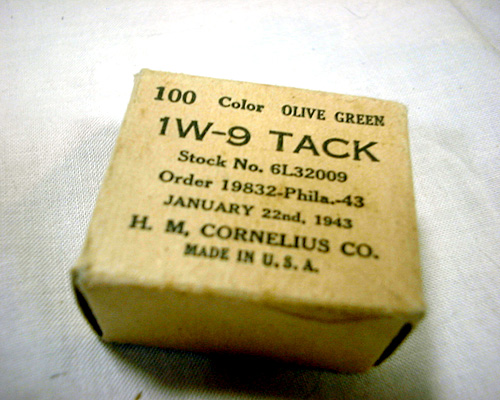 100 Color OLIVE GREEN
1W-9 TACK
Stock No. 6L32009
Order 19832-Phila.-43
JANUARY 22nd, 1943
H. M. CORNELIUS CO.
MADE IN U. S. A.